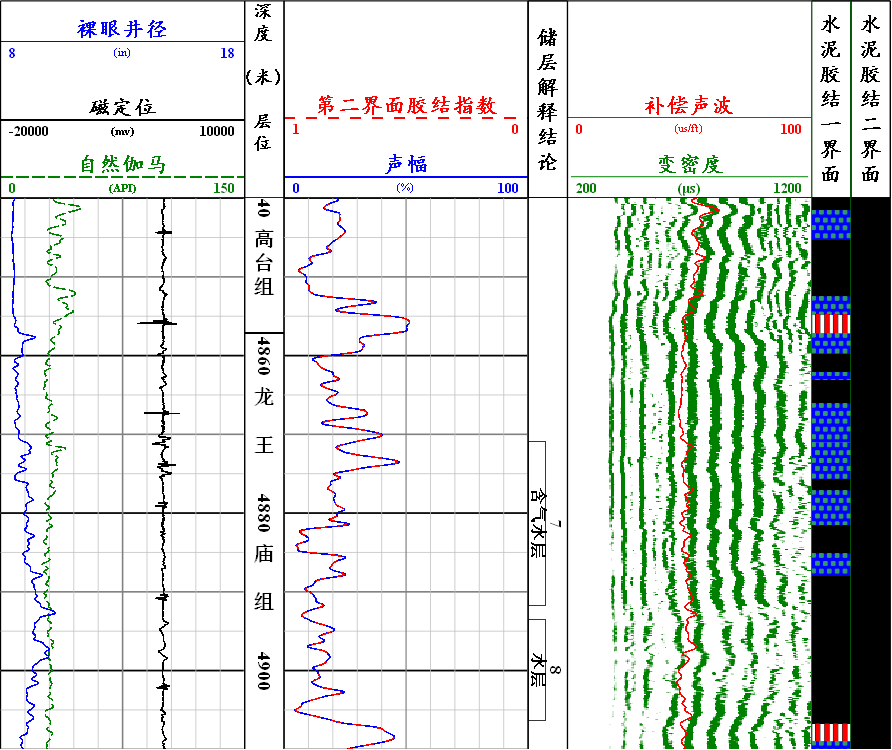 裸眼井径
8 (in) 18
磁定位
-20000 (mv) 10000
自然伽马
0 (API) 150
深度
(米)
层位
第二界面胶结指数
1 0
声幅
0 (%) 100
储层解释结论
补偿声波
0 (us/ft) 100
变密度
200 (μs) 1200
水泥胶结一界面
水泥胶结二界面
40
高台组
4860
龙王
4880
庙组
4900
7
含气水层
8
水层